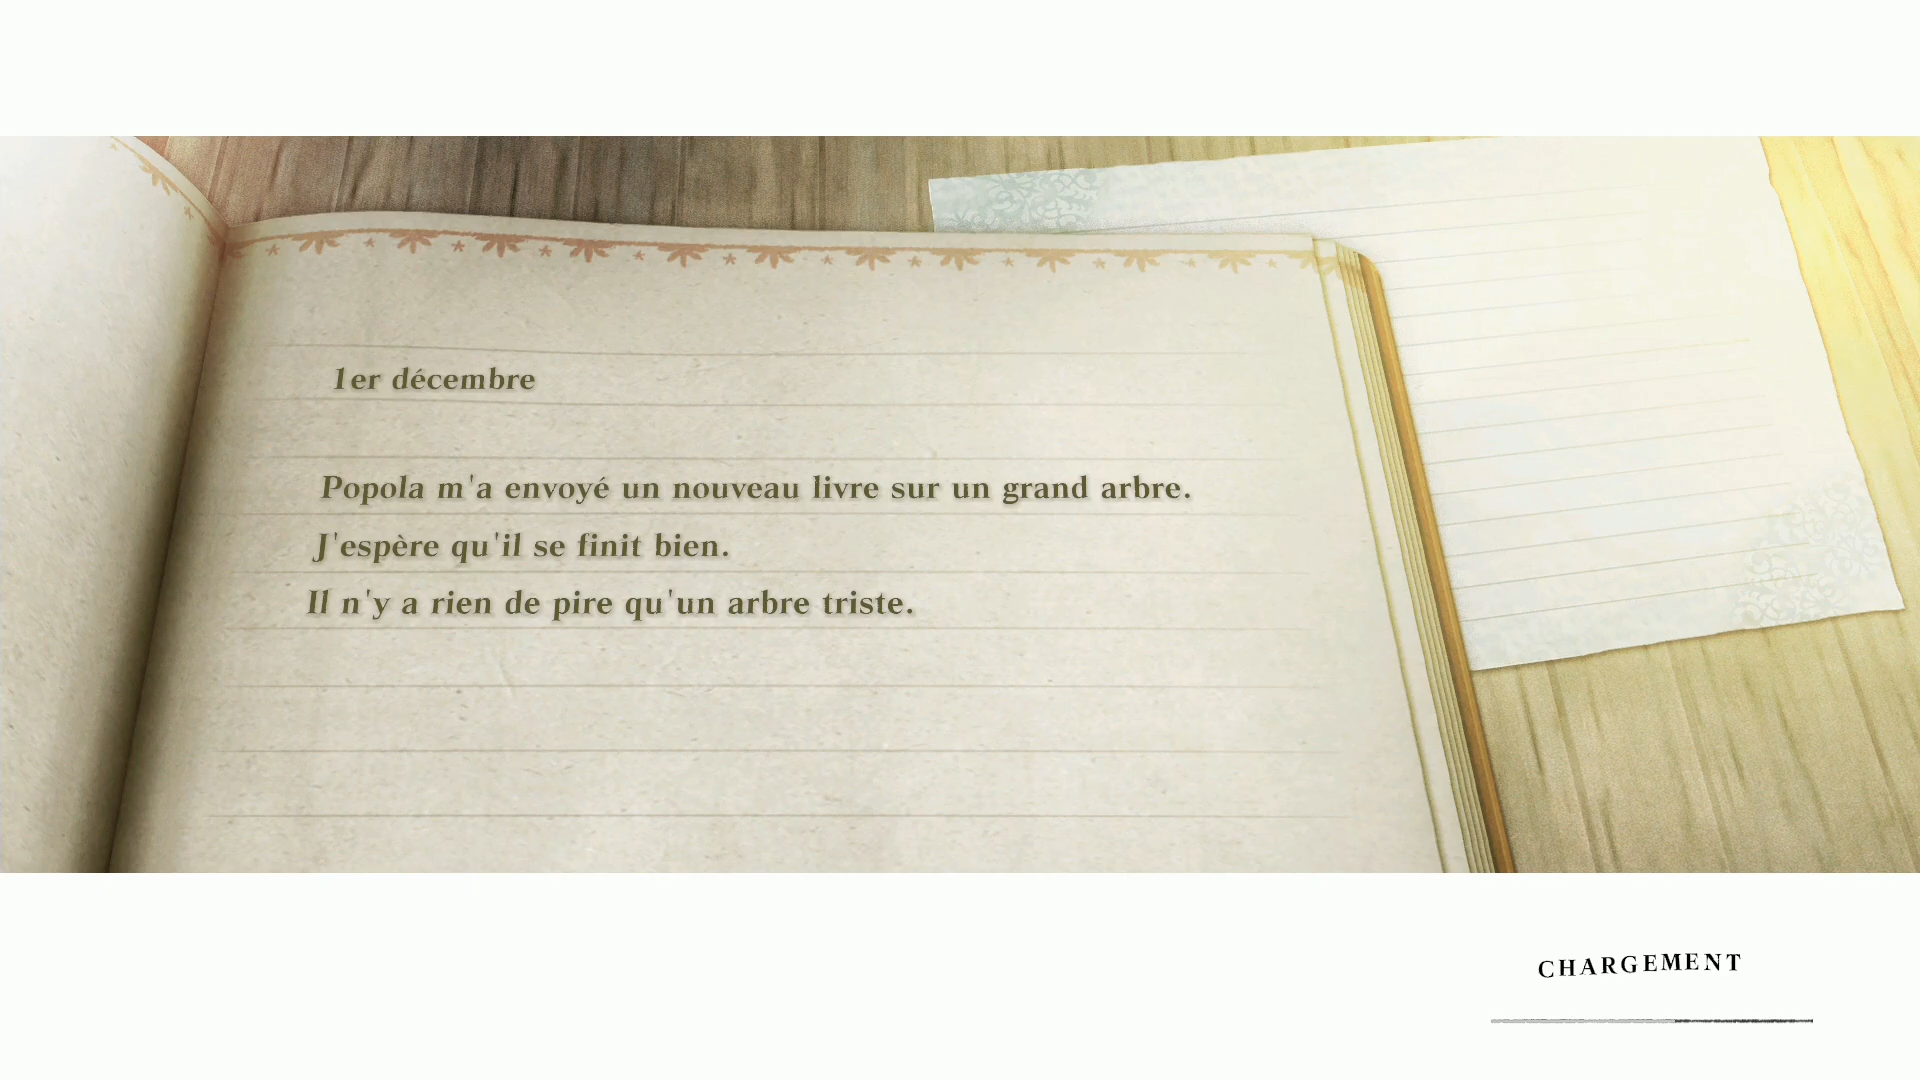 1er décembre
Popola m'a envoyé un nouveau livre sur un grand arbre.
J'espère qu'il se finit bien.
Il n'y a rien de pire qu'un arbre triste.
CHARGEMENT